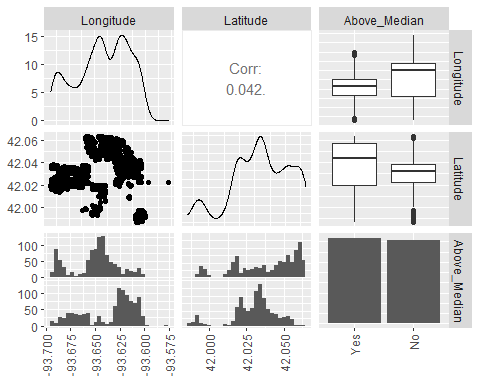 Longitude Latitude Above_Median
15
10
5
0
Corr:
0.042.
Longitude
42.06
42.04
42.02
42.00
Latitude
100
50
0
100
50
0
Above_Median
-93.700 -93.675 -93.650 -93.625 -93.600 -93.575 42.000 42.025 42.050 Yes No